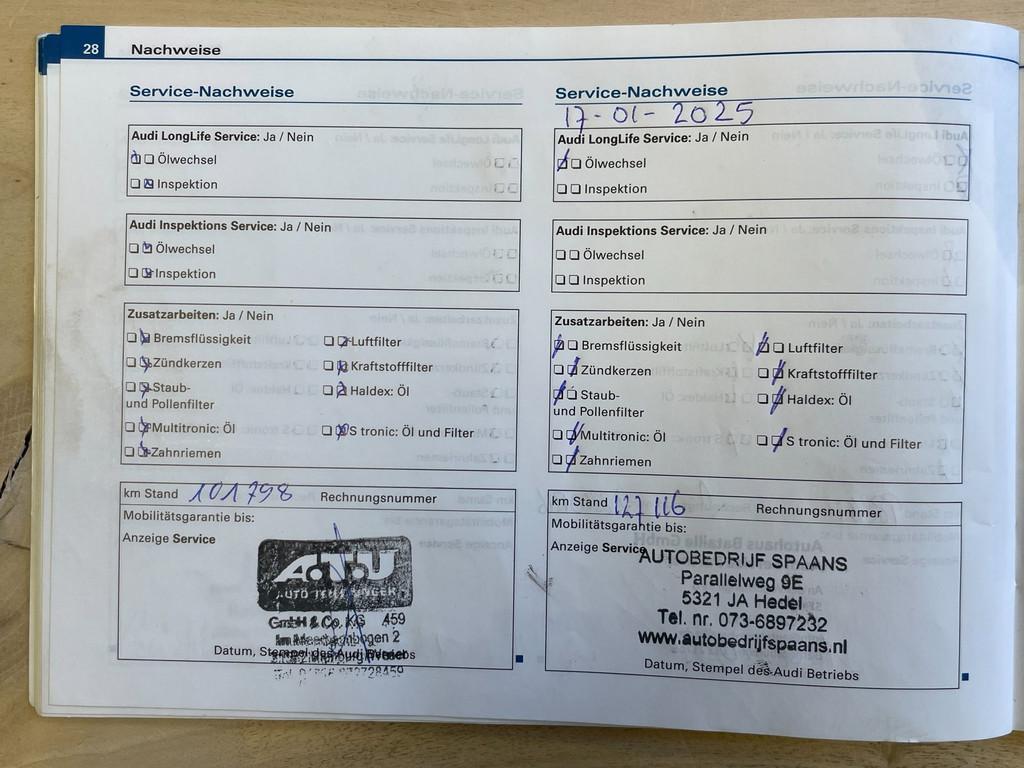 28 Nachweise
Service-Nachweise
Audi LongLife Service: Ja / Nein
Ölwechsel
Inspektion
Audi Inspektions Service: Ja / Nein
Ölwechsel
Inspektion
Zusatzarbeiten: Ja / Nein
Bremsflüssigkeit
Luftfilter
Zündkerzen
Kraftstofffilter
Staub-
und Pollenfilter
Haldex: Öl
Multitronic: Öl
S tronic: Öl und Filter
Zahnriemen
km Stand 101798 Rechnungsnummer
Mobilitätsgarantie bis:
Anzeige Service
A.T.U
GmbH & Co. KG 459
Datum, Stempel des Audi Betriebs
Service-Nachweise
17-01-2025
Audi LongLife Service: Ja / Nein
Ölwechsel
Inspektion
Audi Inspektions Service: Ja / Nein
Ölwechsel
Inspektion
Zusatzarbeiten: Ja / Nein
Bremsflüssigkeit
Luftfilter
Zündkerzen
Kraftstofffilter
Staub-
und Pollenfilter
Haldex: Öl
Multitronic: Öl
S tronic: Öl und Filter
Zahnriemen
km Stand 127116 Rechnungsnummer
Mobilitätsgarantie bis:
Anzeige Service
AUTOBEDRIJF SPAANS
Parallelweg 9E
5321 JA Hedel
Tel. nr. 073-6897232
www.autobedrijfspaans.nl
Datum, Stempel des Audi Betriebs